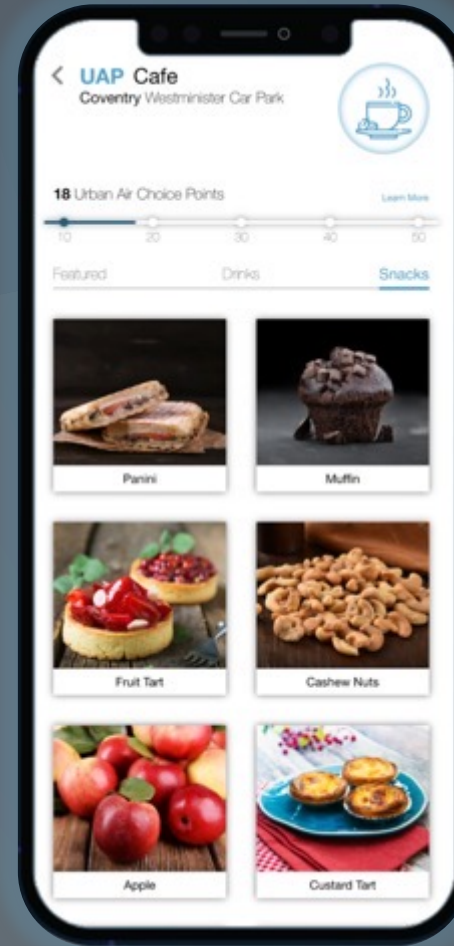 UAP Cafe
Coventry Westminister Car Park
18 Urban Air Choice Points
Learn More
10 20 30 40 50
Featured Drinks Snacks
Panini Muffin
Fruit Tart Cashew Nuts
Apple Custard Tart